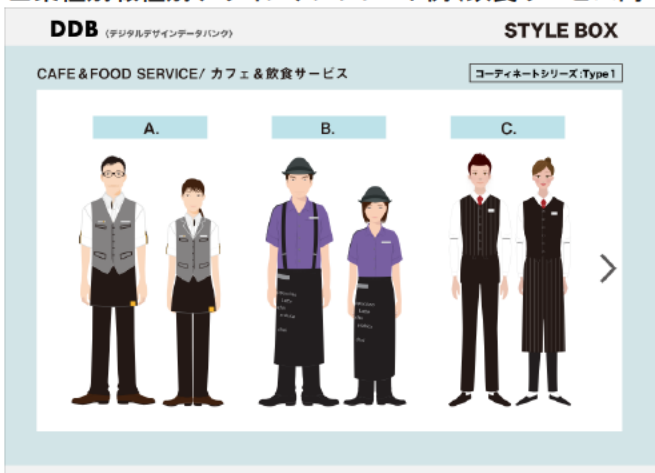 DDB (デジタルデザインデータバンク)
STYLE BOX
CAFE & FOOD SERVICE/ カフェ & 飲食サービス
コーディネートシリーズ:Type1
A.
B.
C.